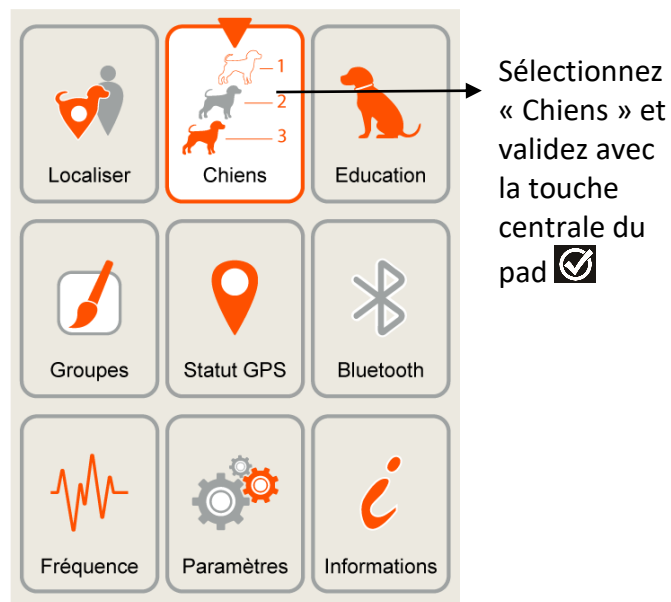 1
2
3
Localiser
Chiens
Education
Sélectionnez
« Chiens » et
validez avec
la touche
centrale du
pad
Groupes
Statut GPS
Bluetooth
Fréquence
Paramètres
Informations